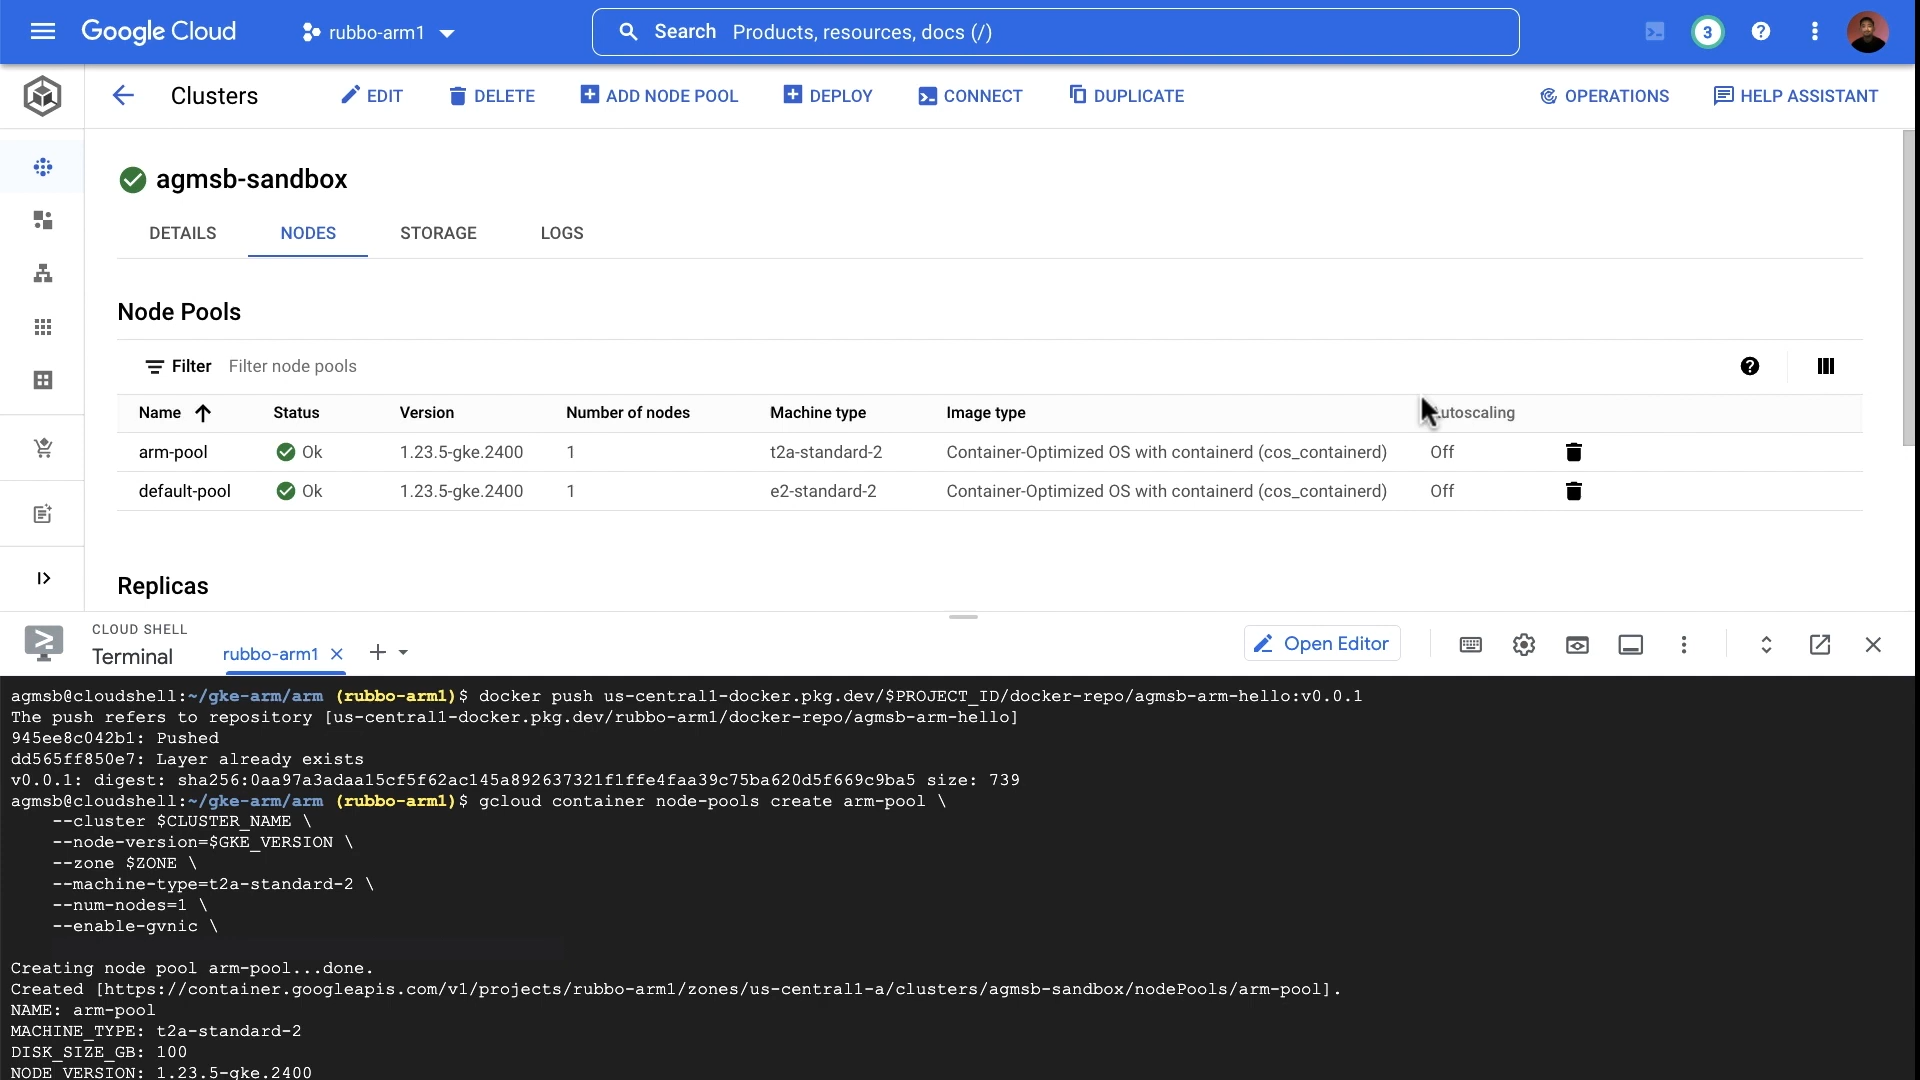 Google Cloud
rubbo-arm1
Search Products, resources, docs (/)
3
Clusters
EDIT
DELETE
ADD NODE POOL
DEPLOY
CONNECT
DUPLICATE
OPERATIONS
HELP ASSISTANT
agmsb-sandbox
DETAILS NODES STORAGE LOGS
Node Pools
Filter Filter node pools
Name Status Version Number of nodes Machine type Image type utoscaling
arm-pool Ok 1.23.5-gke.2400 1 t2a-standard-2 Container-Optimized OS with containerd (cos_containerd) Off
default-pool Ok 1.23.5-gke.2400 1 e2-standard-2 Container-Optimized OS with containerd (cos_containerd) Off
Replicas
CLOUD SHELL
Terminal
rubbo-arm1
Open Editor
agmsb@cloudshell:~/gke-arm/arm (rubbo-arm1)$ docker push us-central1-docker.pkg.dev/$PROJECT_ID/docker-repo/agmsb-arm-hello:v0.0.1
The push refers to repository [us-central1-docker.pkg.dev/rubbo-arm1/docker-repo/agmsb-arm-hello]
945ee8c042b1: Pushed
dd565ff850e7: Layer already exists
v0.0.1: digest: sha256:0aa97a3adaa15cf5f62ac145a892637321f1ffe4faa39c75ba620d5f669c9ba5 size: 739
agmsb@cloudshell:~/gke-arm/arm (rubbo-arm1)$ gcloud container node-pools create arm-pool \
--cluster $CLUSTER_NAME \
--node-version=$GKE_VERSION \
--zone $ZONE \
--machine-type=t2a-standard-2 \
--num-nodes=1 \
--enable-gvnic \
Creating node pool arm-pool...done.
Created [https://container.googleapis.com/v1/projects/rubbo-arm1/zones/us-central1-a/clusters/agmsb-sandbox/nodePools/arm-pool].
NAME: arm-pool
MACHINE_TYPE: t2a-standard-2
DISK_SIZE_GB: 100
NODE_VERSION: 1.23.5-gke.2400